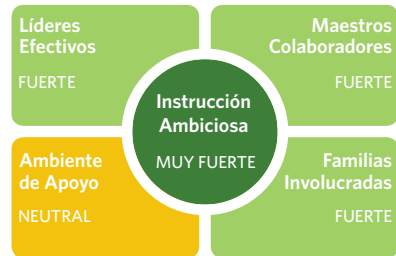 Líderes
Efectivos
FUERTE
Maestros
Colaboradores
FUERTE
Instrucción
Ambiciosa
MUY FUERTE
Ambiente
de Apoyo
NEUTRAL
Familias
Involucradas
FUERTE